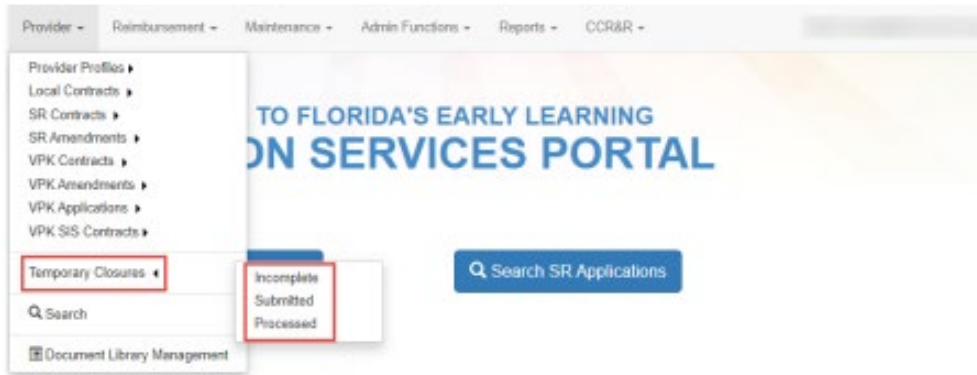 Provider Reimbursement Maintenance Admin Functions Reports CCR&R
Provider Profiles
Local Contracts
SR Contracts
SR Amendments
VPK Contracts
VPK Amendments
VPK Applications
VPK SIS Contracts
Temporary Closures
Search
Document Library Management
Incomplete
Submitted
Processed
TO FLORIDA'S EARLY LEARNING
ON SERVICES PORTAL
Search SR Applications